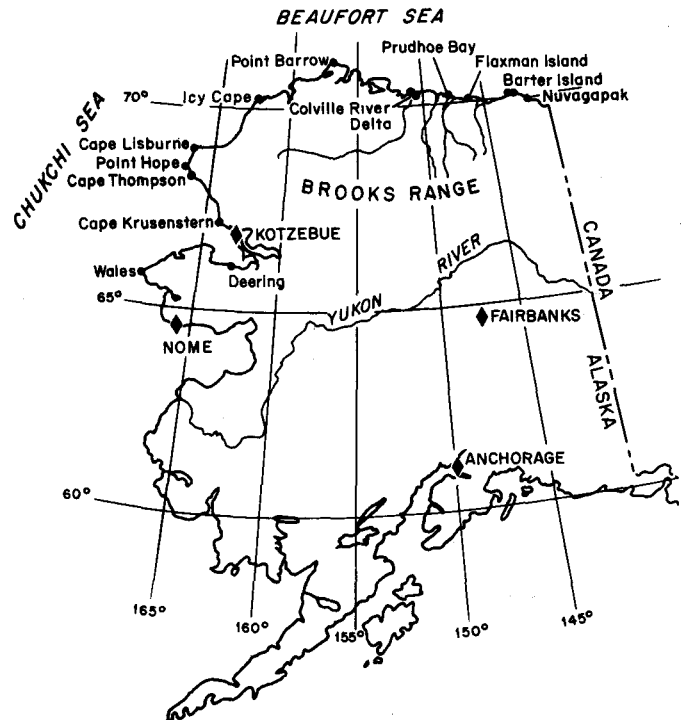 BEAUFORT SEA
Point Barrow
Prudhoe Bay
Flaxman Island
Barter Island
Nuvagapak
70°
Icy Cape
Colville River
Delta
CHUKCHI SEA
Cape Lisburne
Point Hope
Cape Thompson
BROOKS RANGE
Cape Krusenstern
KOTZEBUE
Wales
Deering
YUKON RIVER
CANADA
65°
NOME
FAIRBANKS
ALASKA
ANCHORAGE
60°
165°
160°
155°
150°
145°